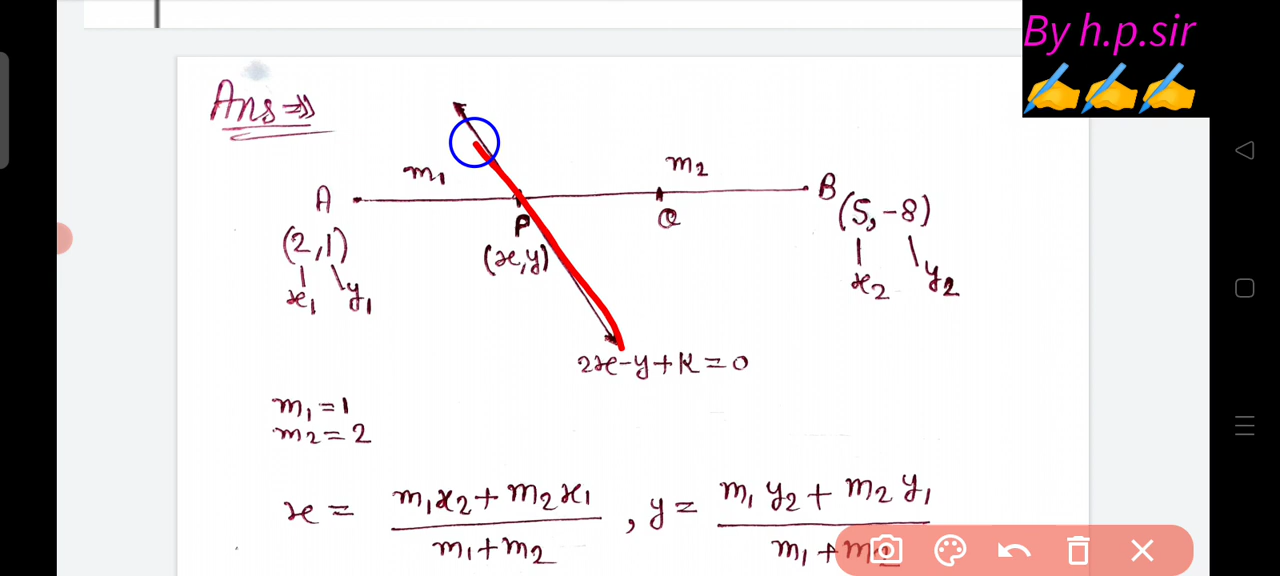 By h.p.sir
Ans ⇒
m₁
m₂
A
B
P
Q
(2,1)
(x,y)
(5,-8)
x₁ y₁
x₂ y₂
2x-y+k=0
m₁=1
m₂=2
x = m₁x₂+m₂x₁ / m₁+m₂ , y = m₁y₂+m₂y₁ / m₁+m₂